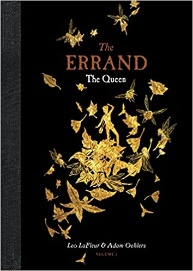 The
ERRAND
The Queen
Leo LaFleur & Adam Oehlers
VOLUME 1